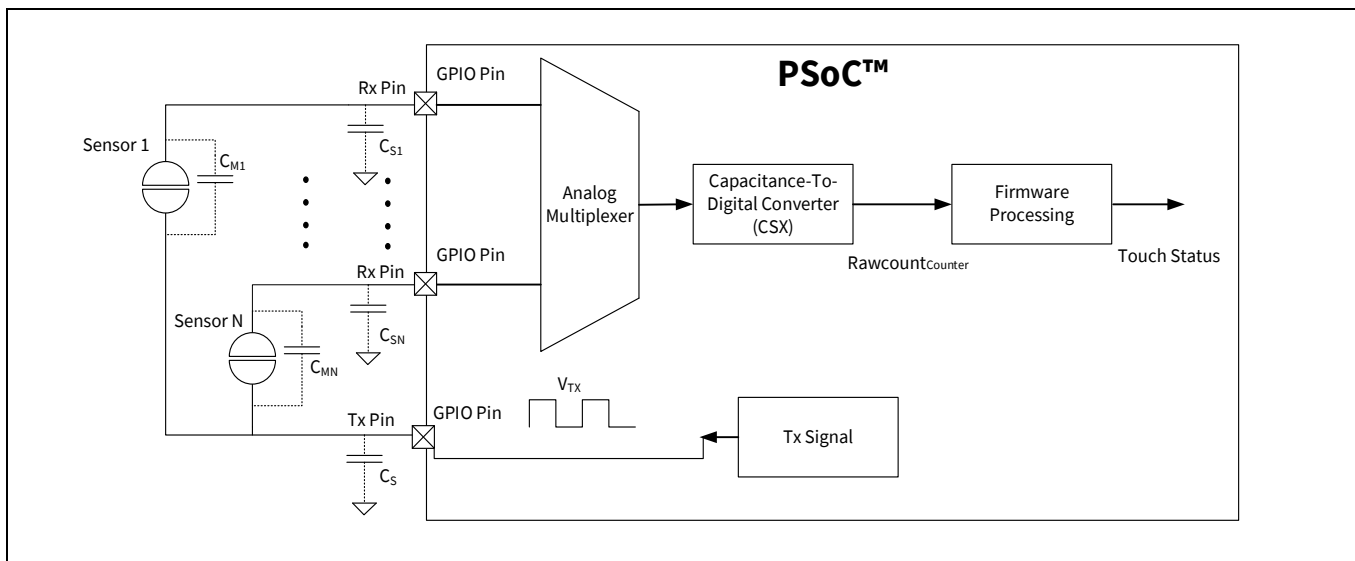 PSoC™
GPIO Pin
Rx Pin
Sensor 1
CM1
CS1
Analog
Multiplexer
Capacitance-To-
Digital Converter
(CSX)
Firmware
Processing
RawcountCounter
Touch Status
GPIO Pin
Rx Pin
Sensor N
CMN
CSN
VTX
Tx Pin
GPIO Pin
Tx Signal
CS